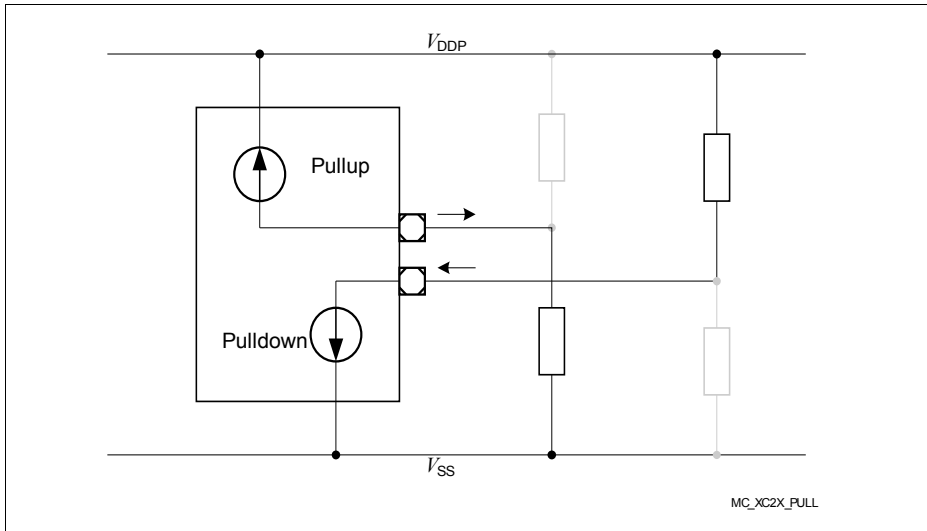 VDDP
Pullup
Pulldown
VSS
MC_XC2X_PULL